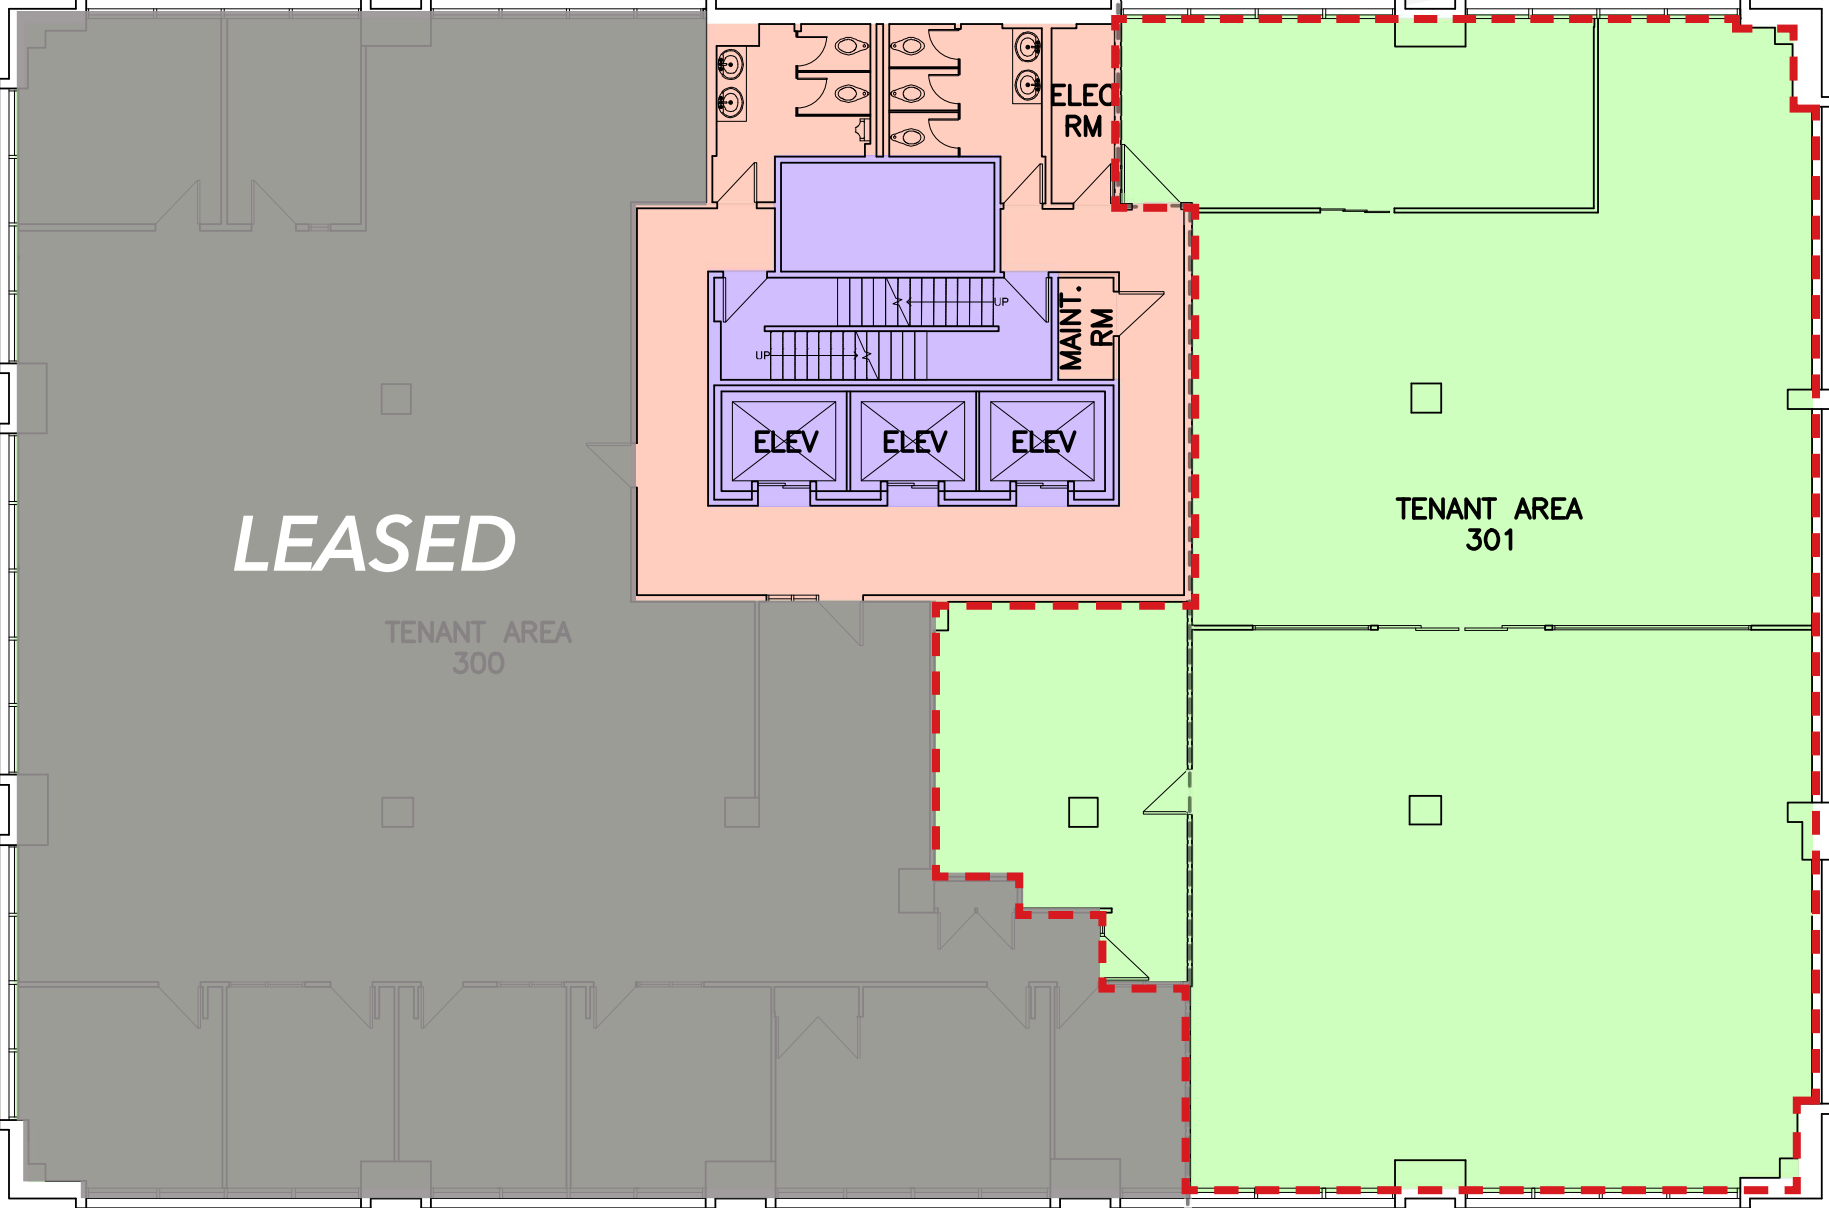 ELEC
RM
UP
MAINT.
RM
UP
ELEV
ELEV
ELEV
TENANT AREA
301
LEASED
TENANT AREA
300